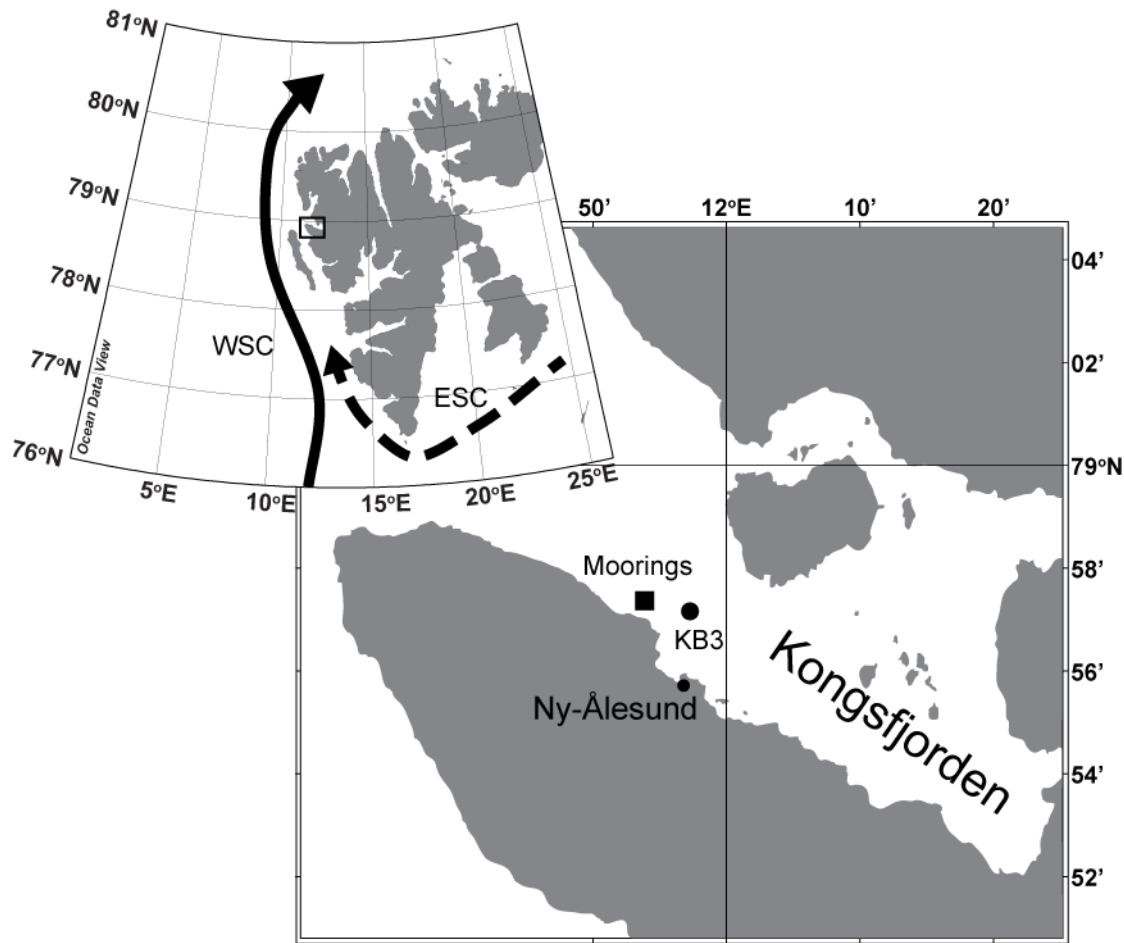 81°N
80°N
79°N
78°N
77°N
76°N
Ocean Data View
WSC
ESC
5°E
10°E
15°E
20°E
25°E
50’
12°E
10’
20’
04’
02’
79°N
58’
56’
54’
52’
Moorings
KB3
Ny-Ålesund
Kongsfjorden